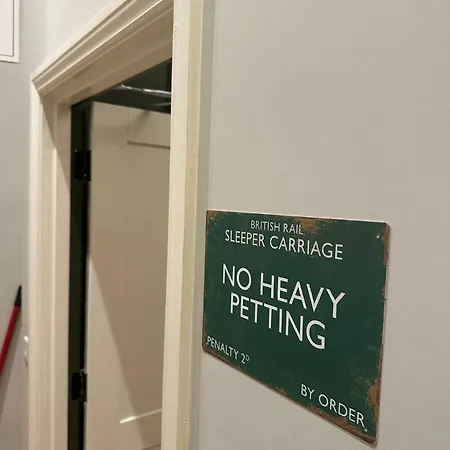 BRITISH RAIL
SLEEPER CARRIAGE
NO HEAVY
PETTING
PENALTY 2D
BY ORDER